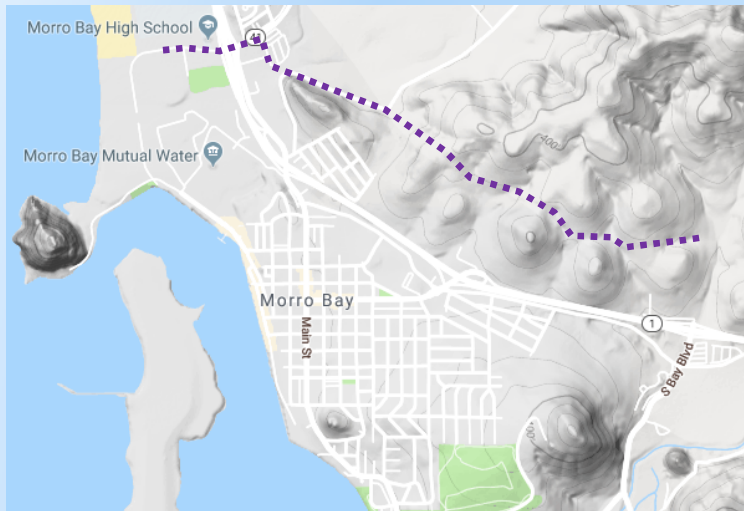 Morro Bay High School
41
400
Morro Bay Mutual Water
Morro Bay
Main St
1
S Bay Blvd